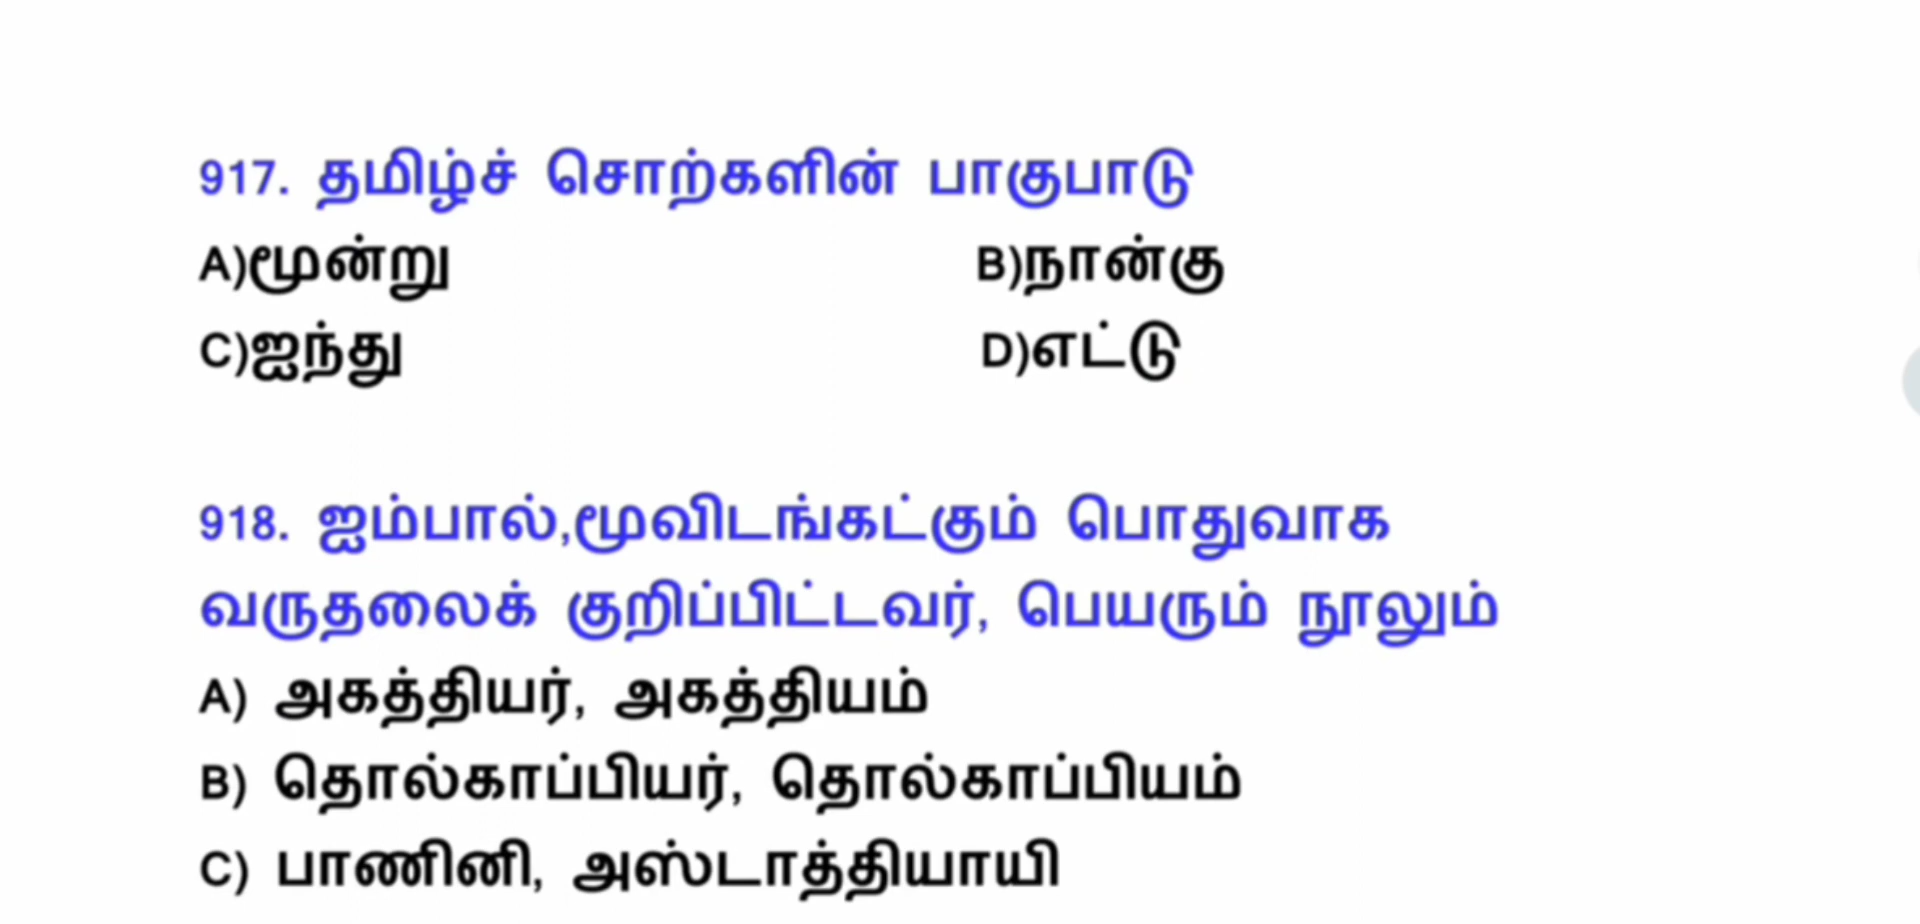 917. தமிழ்ச் சொற்களின் பாகுபாடு
A)மூன்று B)நான்கு
C)ஐந்து D)எட்டு
918. ஐம்பால்,மூவிடங்கட்கும் பொதுவாக
வருதலைக் குறிப்பிட்டவர், பெயரும் நூலும்
A) அகத்தியர், அகத்தியம்
B) தொல்காப்பியர், தொல்காப்பியம்
C) பாணினி, அஸ்டாத்தியாயி